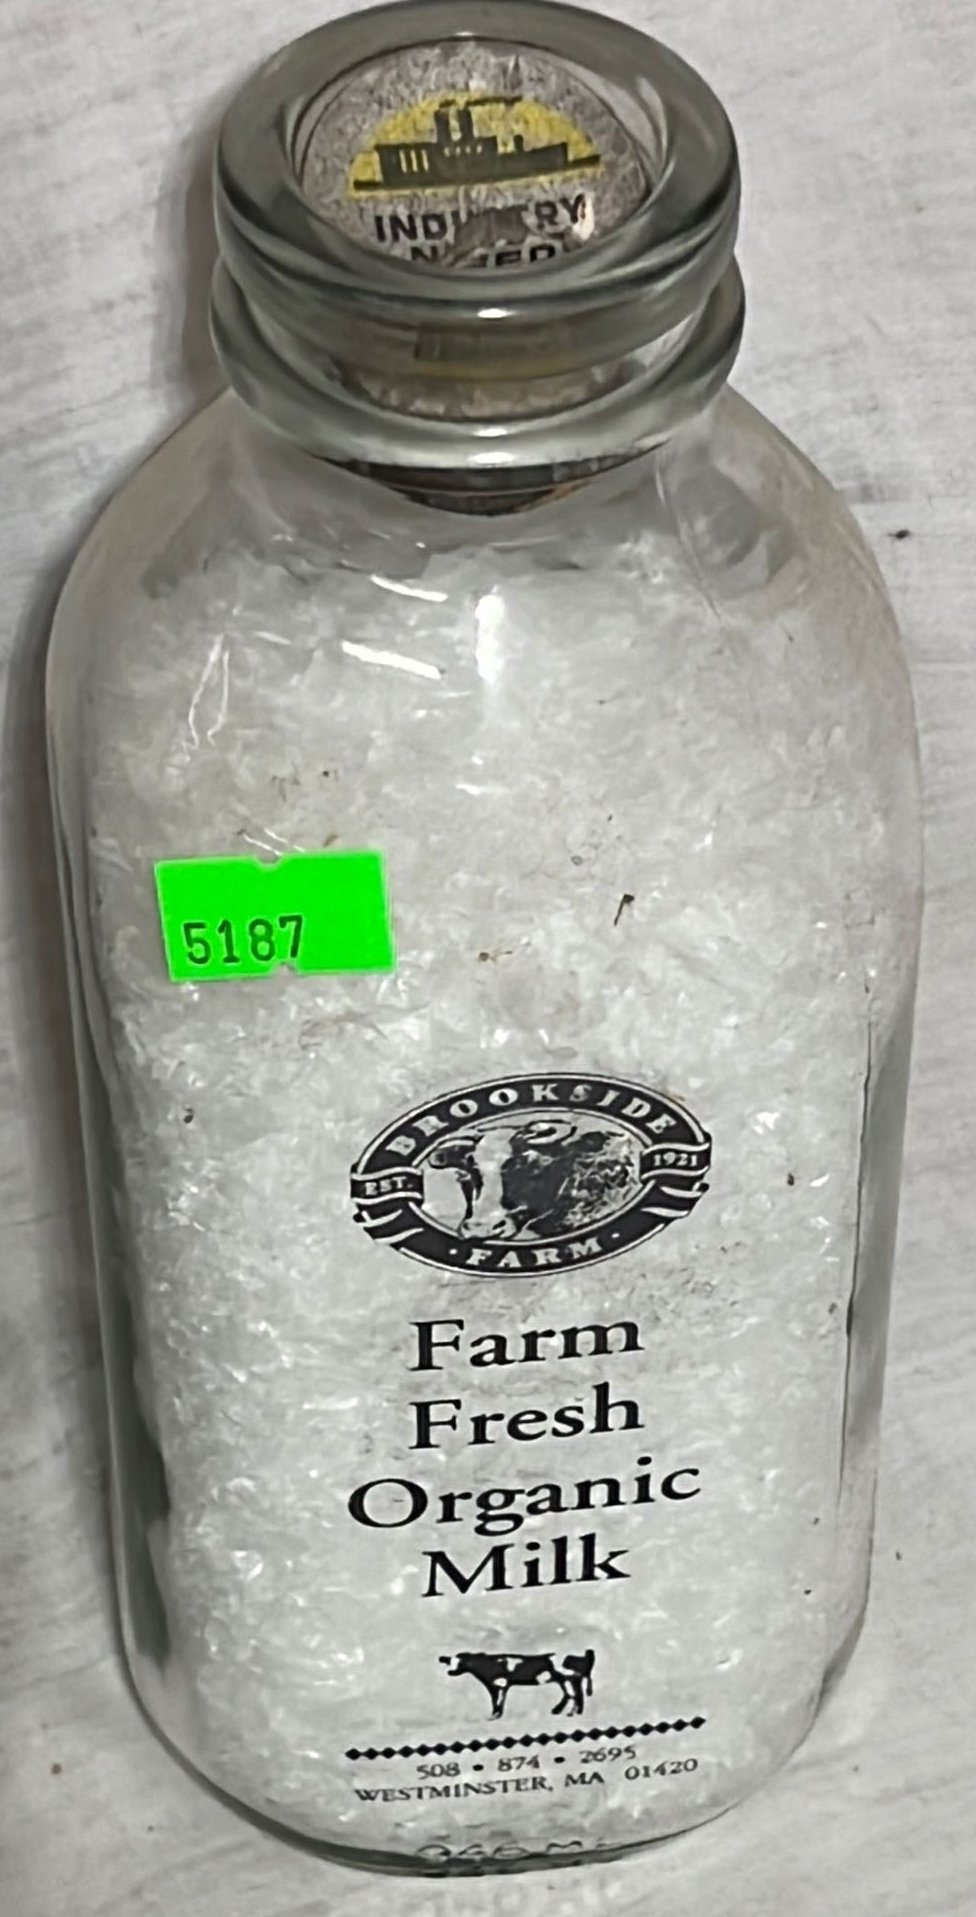 INDUSTRY
5187
BROOKSIDE
EST. 1921
· FARM ·
Farm
Fresh
Organic
Milk
508 • 874 • 2695
WESTMINSTER, MA 01420